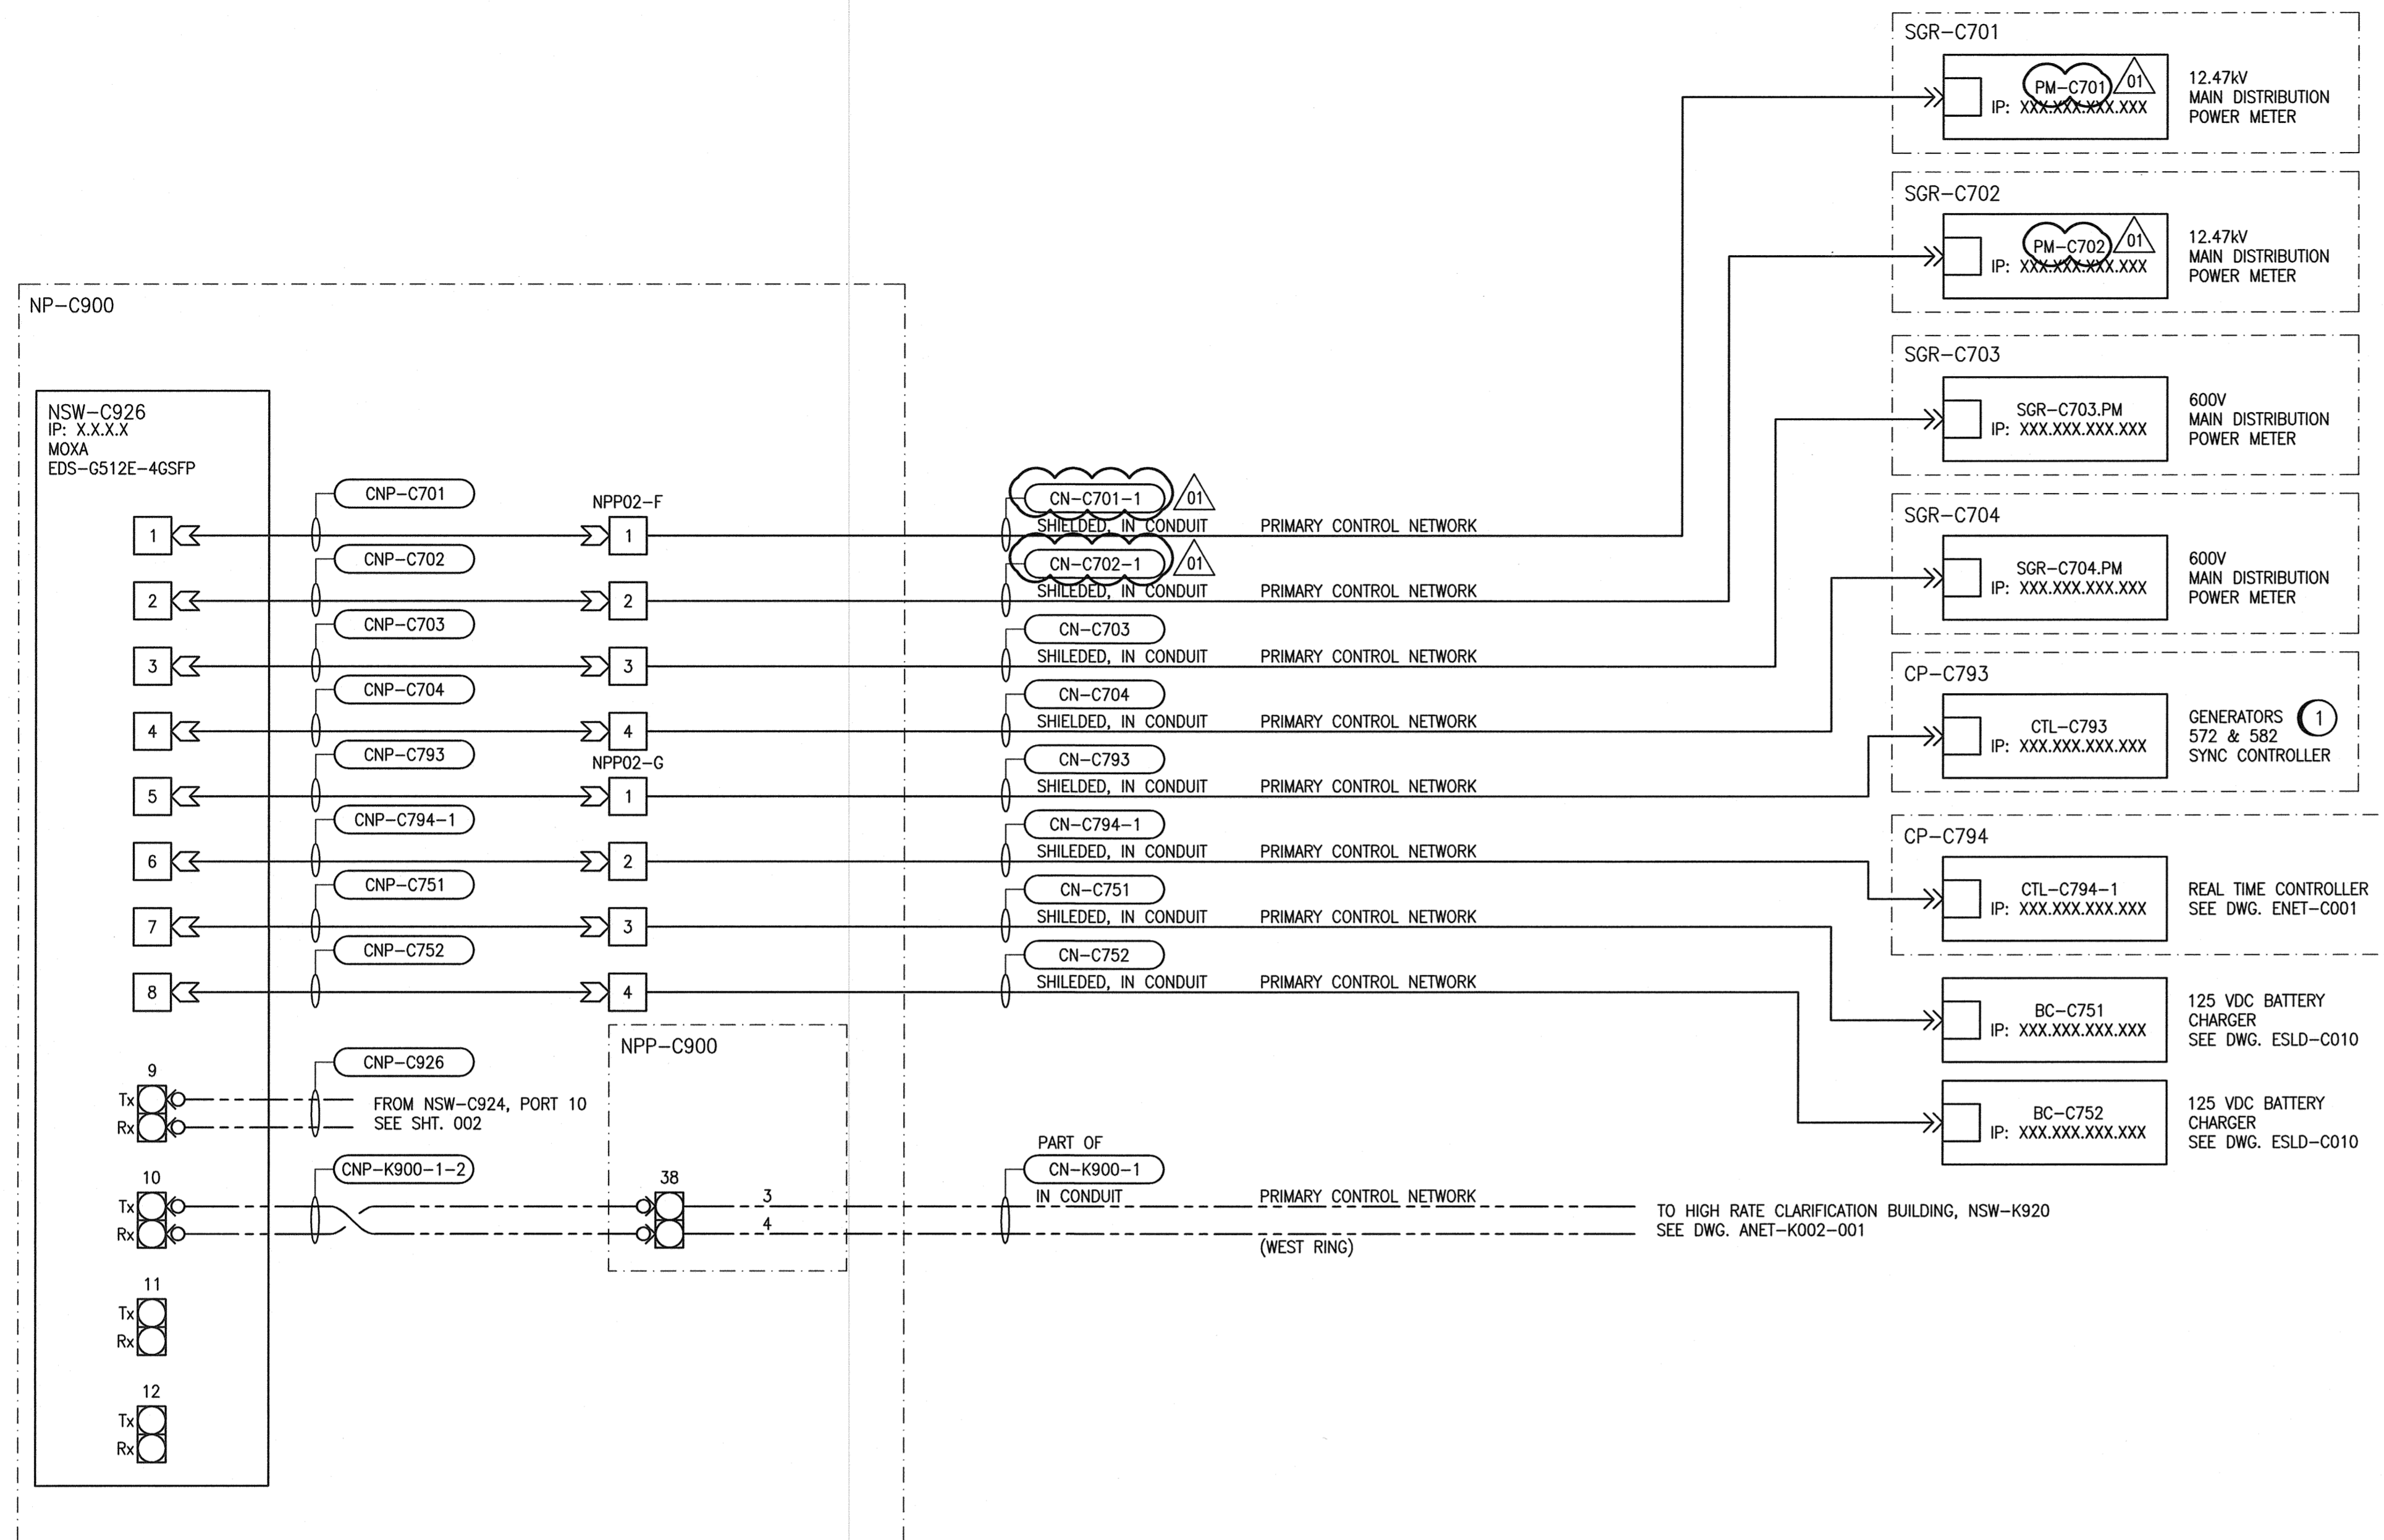 SGR-C701
PM-C701
01
IP: XXX.XXX.XXX.XXX
12.47kV
MAIN DISTRIBUTION
POWER METER
SGR-C702
PM-C702
01
IP: XXX.XXX.XXX.XXX
12.47kV
MAIN DISTRIBUTION
POWER METER
SGR-C703
SGR-C703.PM
IP: XXX.XXX.XXX.XXX
600V
MAIN DISTRIBUTION
POWER METER
SGR-C704
SGR-C704.PM
IP: XXX.XXX.XXX.XXX
600V
MAIN DISTRIBUTION
POWER METER
CP-C793
CTL-C793
IP: XXX.XXX.XXX.XXX
GENERATORS
572 & 582
SYNC CONTROLLER
1
CP-C794
CTL-C794-1
IP: XXX.XXX.XXX.XXX
REAL TIME CONTROLLER
SEE DWG. ENET-C001
BC-C751
IP: XXX.XXX.XXX.XXX
125 VDC BATTERY
CHARGER
SEE DWG. ESLD-C010
BC-C752
IP: XXX.XXX.XXX.XXX
125 VDC BATTERY
CHARGER
SEE DWG. ESLD-C010
NP-C900
NSW-C926
IP: X.X.X.X
MOXA
EDS-G512E-4GSFP
CNP-C701
NPP02-F
CN-C701-1
01
SHIELDED, IN CONDUIT PRIMARY CONTROL NETWORK
1
1
CNP-C702
CN-C702-1
01
SHILEDED, IN CONDUIT PRIMARY CONTROL NETWORK
2
2
CNP-C703
CN-C703
SHILEDED, IN CONDUIT PRIMARY CONTROL NETWORK
3
3
CNP-C704
CN-C704
SHIELDED, IN CONDUIT PRIMARY CONTROL NETWORK
4
4
CNP-C793
NPP02-G
CN-C793
SHIELDED, IN CONDUIT PRIMARY CONTROL NETWORK
5
1
CNP-C794-1
CN-C794-1
SHILEDED, IN CONDUIT PRIMARY CONTROL NETWORK
6
2
CNP-C751
CN-C751
SHILEDED, IN CONDUIT PRIMARY CONTROL NETWORK
7
3
CNP-C752
CN-C752
SHILEDED, IN CONDUIT PRIMARY CONTROL NETWORK
8
4
NPP-C900
CNP-C926
9
Tx
Rx
FROM NSW-C924, PORT 10
SEE SHT. 002
CNP-K900-1-2
10
Tx
Rx
38
3
4
PART OF
CN-K900-1
IN CONDUIT PRIMARY CONTROL NETWORK
(WEST RING)
TO HIGH RATE CLARIFICATION BUILDING, NSW-K920
SEE DWG. ANET-K002-001
11
Tx
Rx
12
Tx
Rx